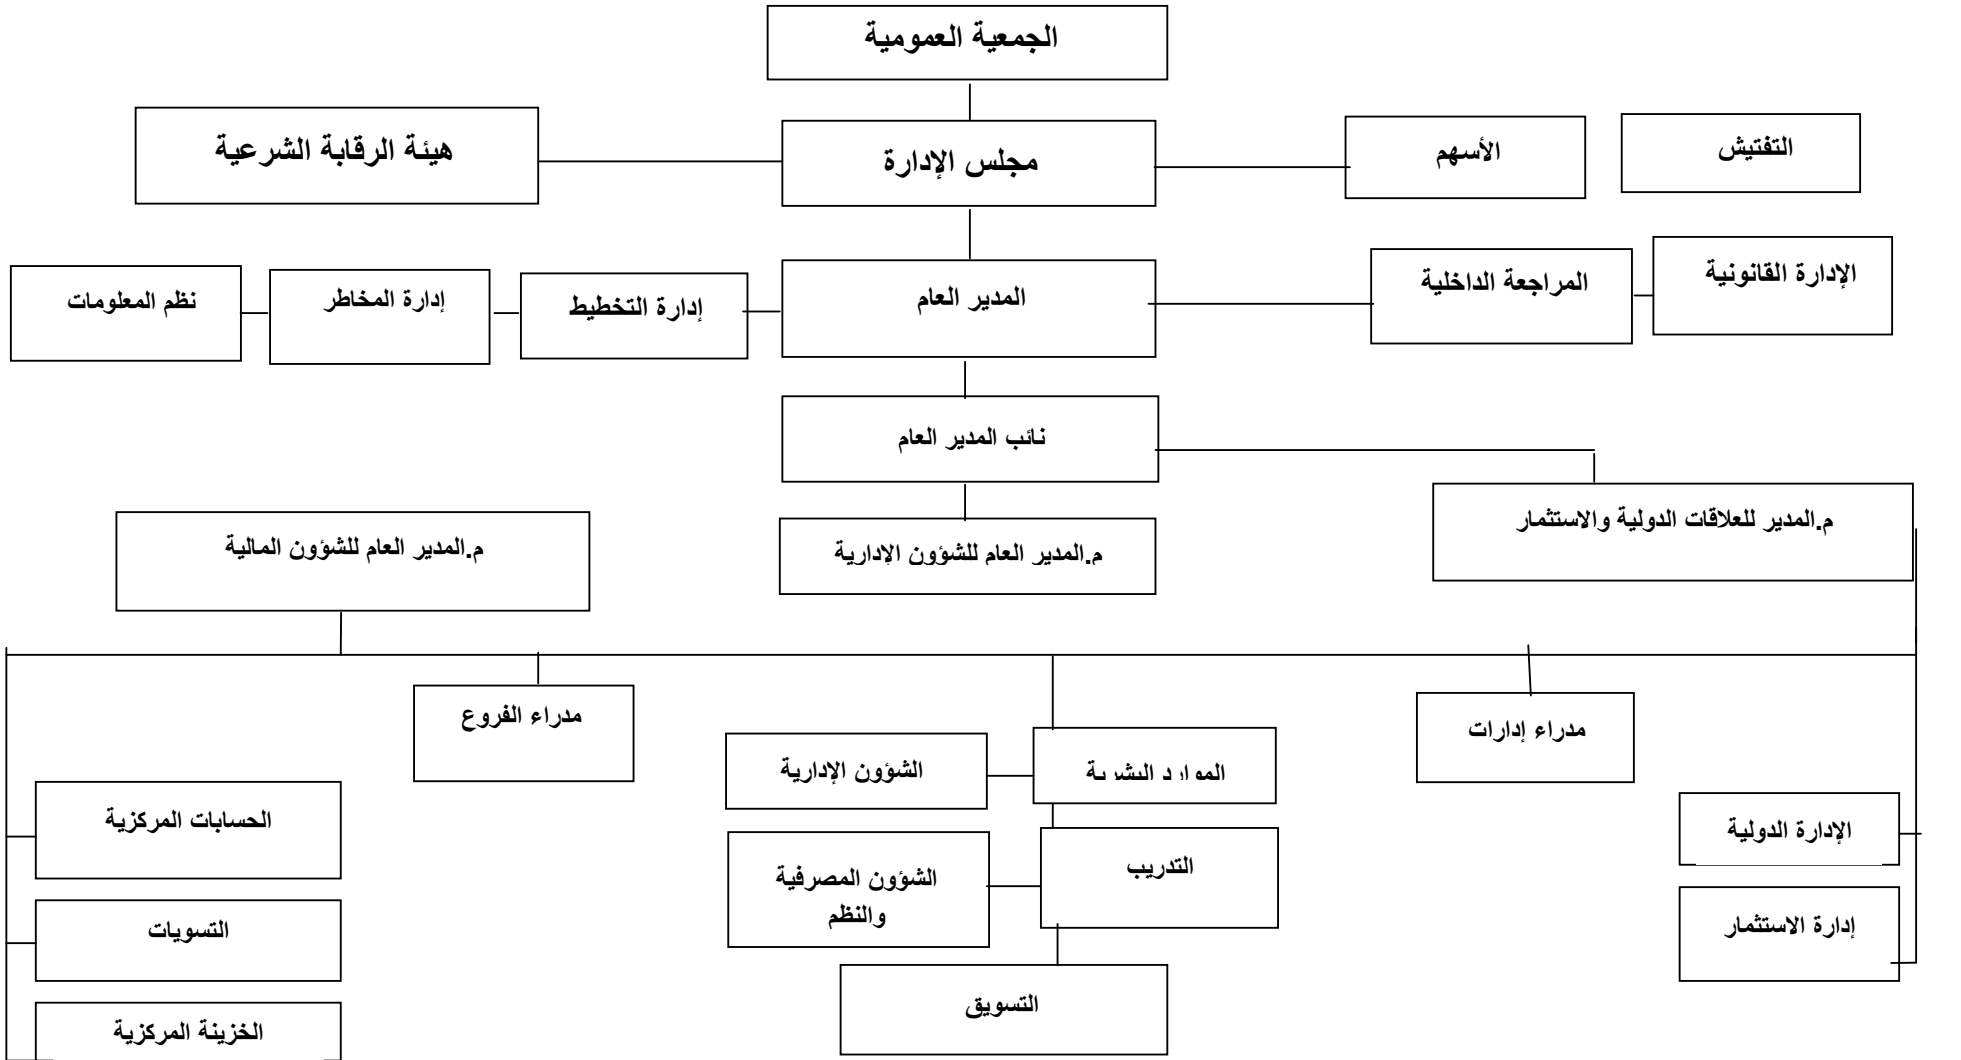 الجمعية العمومية
التفتيش
الأسهم
مجلس الإدارة
هيئة الرقابة الشرعية
الإدارة القانونية
المراجعة الداخلية
المدير العام
إدارة التخطيط
إدارة المخاطر
نظم المعلومات
نائب المدير العام
م.المدير للعلاقات الدولية والاستثمار
م.المدير العام للشؤون الإدارية
م.المدير العام للشؤون المالية
مدراء إدارات
مدراء الفروع
الموارد البشرية
الشؤون الإدارية
الإدارة الدولية
الحسابات المركزية
التدريب
الشؤون المصرفية
والنظم
إدارة الاستثمار
التسويات
التسويق
الخزينة المركزية